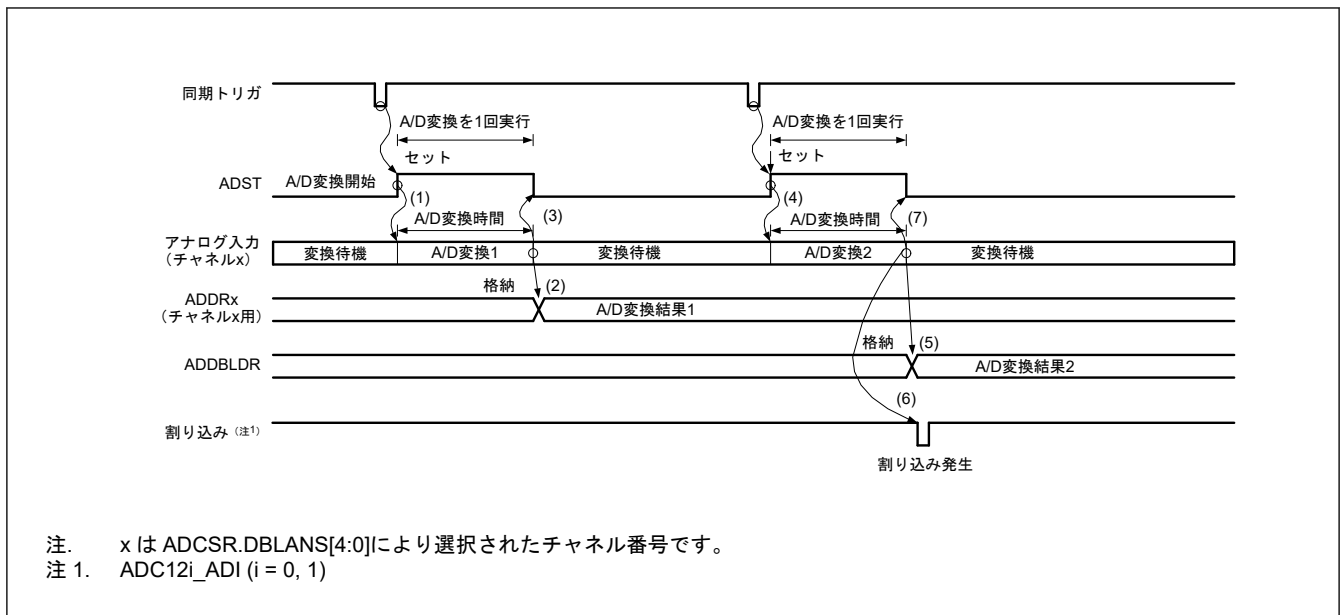 同期トリガ
A/D変換を1回実行
A/D変換を1回実行
セット
セット
ADST
A/D変換開始
(1)
(3)
(4)
(7)
A/D変換時間
A/D変換時間
アナログ入力
(チャネルx)
変換待機
A/D変換1
変換待機
A/D変換2
変換待機
格納
(2)
ADDRx
(チャネルx用)
A/D変換結果1
格納
(5)
ADDBLDR
A/D変換結果2
(6)
割り込み (注1)
割り込み発生
注. x は ADCSR.DBLANS[4:0]により選択されたチャネル番号です。
注 1. ADC12i_ADI (i = 0, 1)